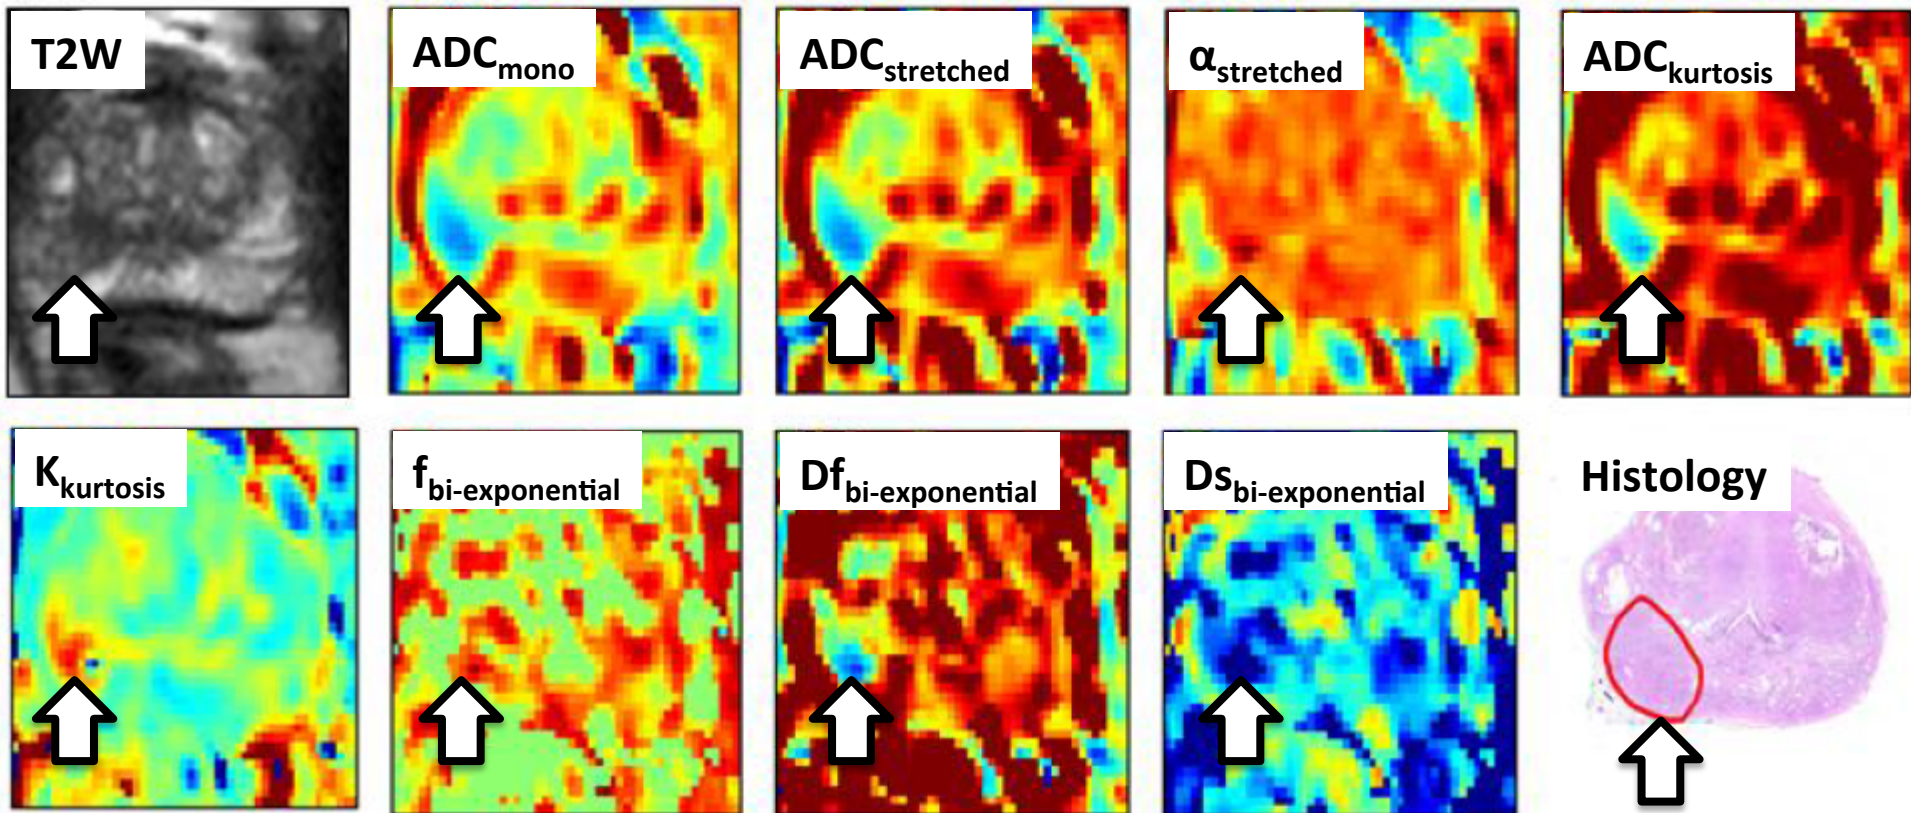 T2W
ADCmono
ADCstretched
αstretched
ADCkurtosis
Kkurtosis
fbi-exponential
Dfbi-exponential
Dsbi-exponential
Histology